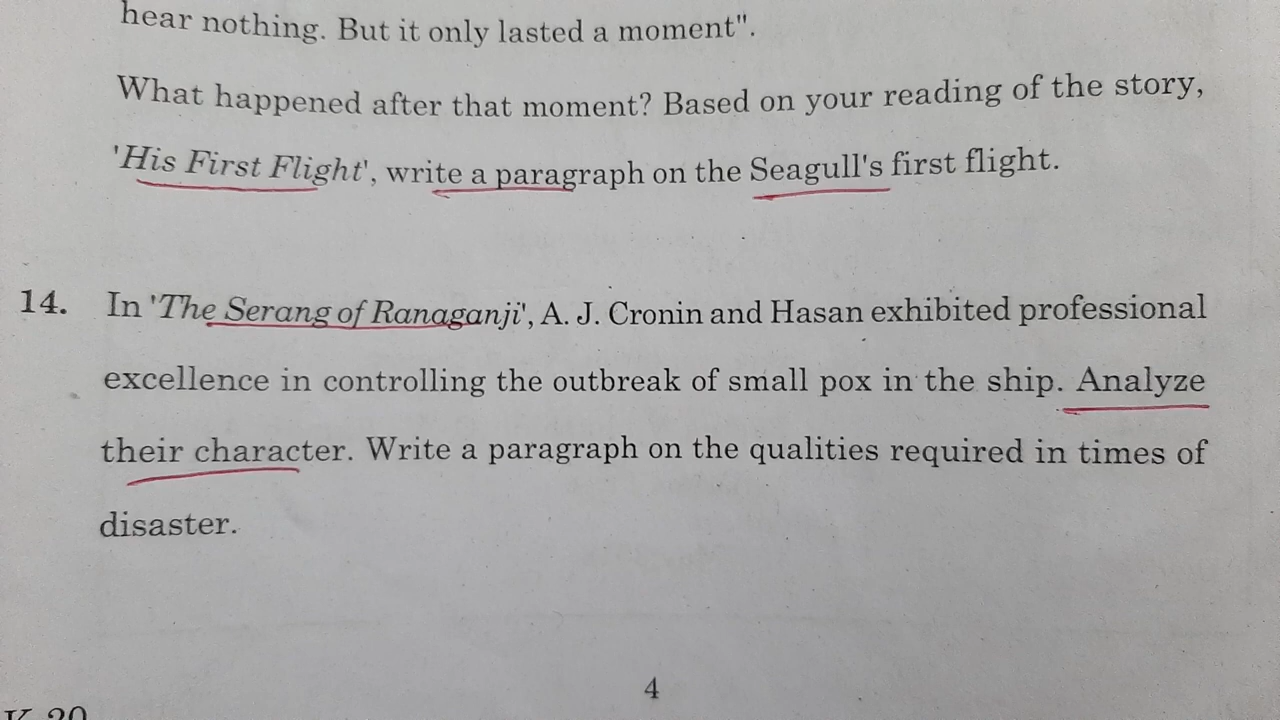 hear nothing. But it only lasted a moment".
What happened after that moment? Based on your reading of the story,
'His First Flight', write a paragraph on the Seagull's first flight.
14. In 'The Serang of Ranaganji', A. J. Cronin and Hasan exhibited professional
excellence in controlling the outbreak of small pox in the ship. Analyze
their character. Write a paragraph on the qualities required in times of
disaster.
4